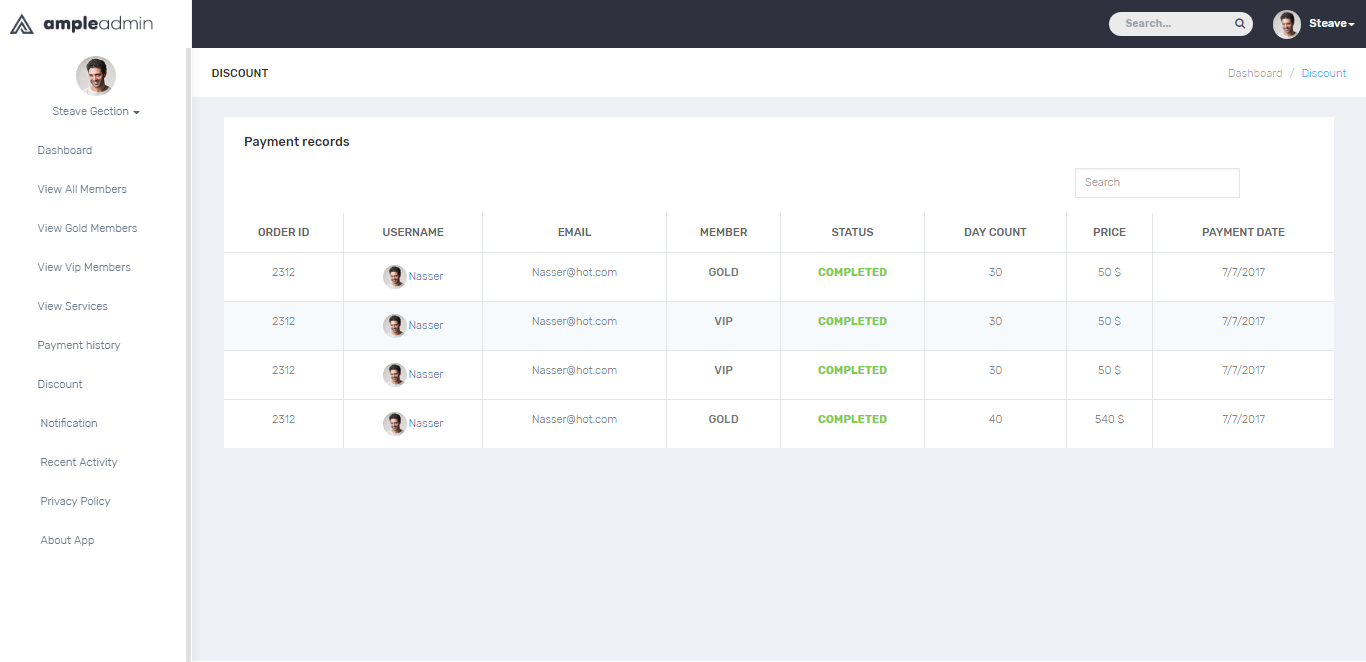 ampleadmin
Search...
Steave
Steave Gection
Dashboard
View All Members
View Gold Members
View Vip Members
View Services
Payment history
Discount
Notification
Recent Activity
Privacy Policy
About App
DISCOUNT
Dashboard / Discount
Payment records
Search
ORDER ID USERNAME EMAIL MEMBER STATUS DAY COUNT PRICE PAYMENT DATE
2312 Nasser Nasser@hot.com GOLD COMPLETED 30 50 $ 7/7/2017
2312 Nasser Nasser@hot.com VIP COMPLETED 30 50 $ 7/7/2017
2312 Nasser Nasser@hot.com VIP COMPLETED 30 50 $ 7/7/2017
2312 Nasser Nasser@hot.com GOLD COMPLETED 40 540 $ 7/7/2017